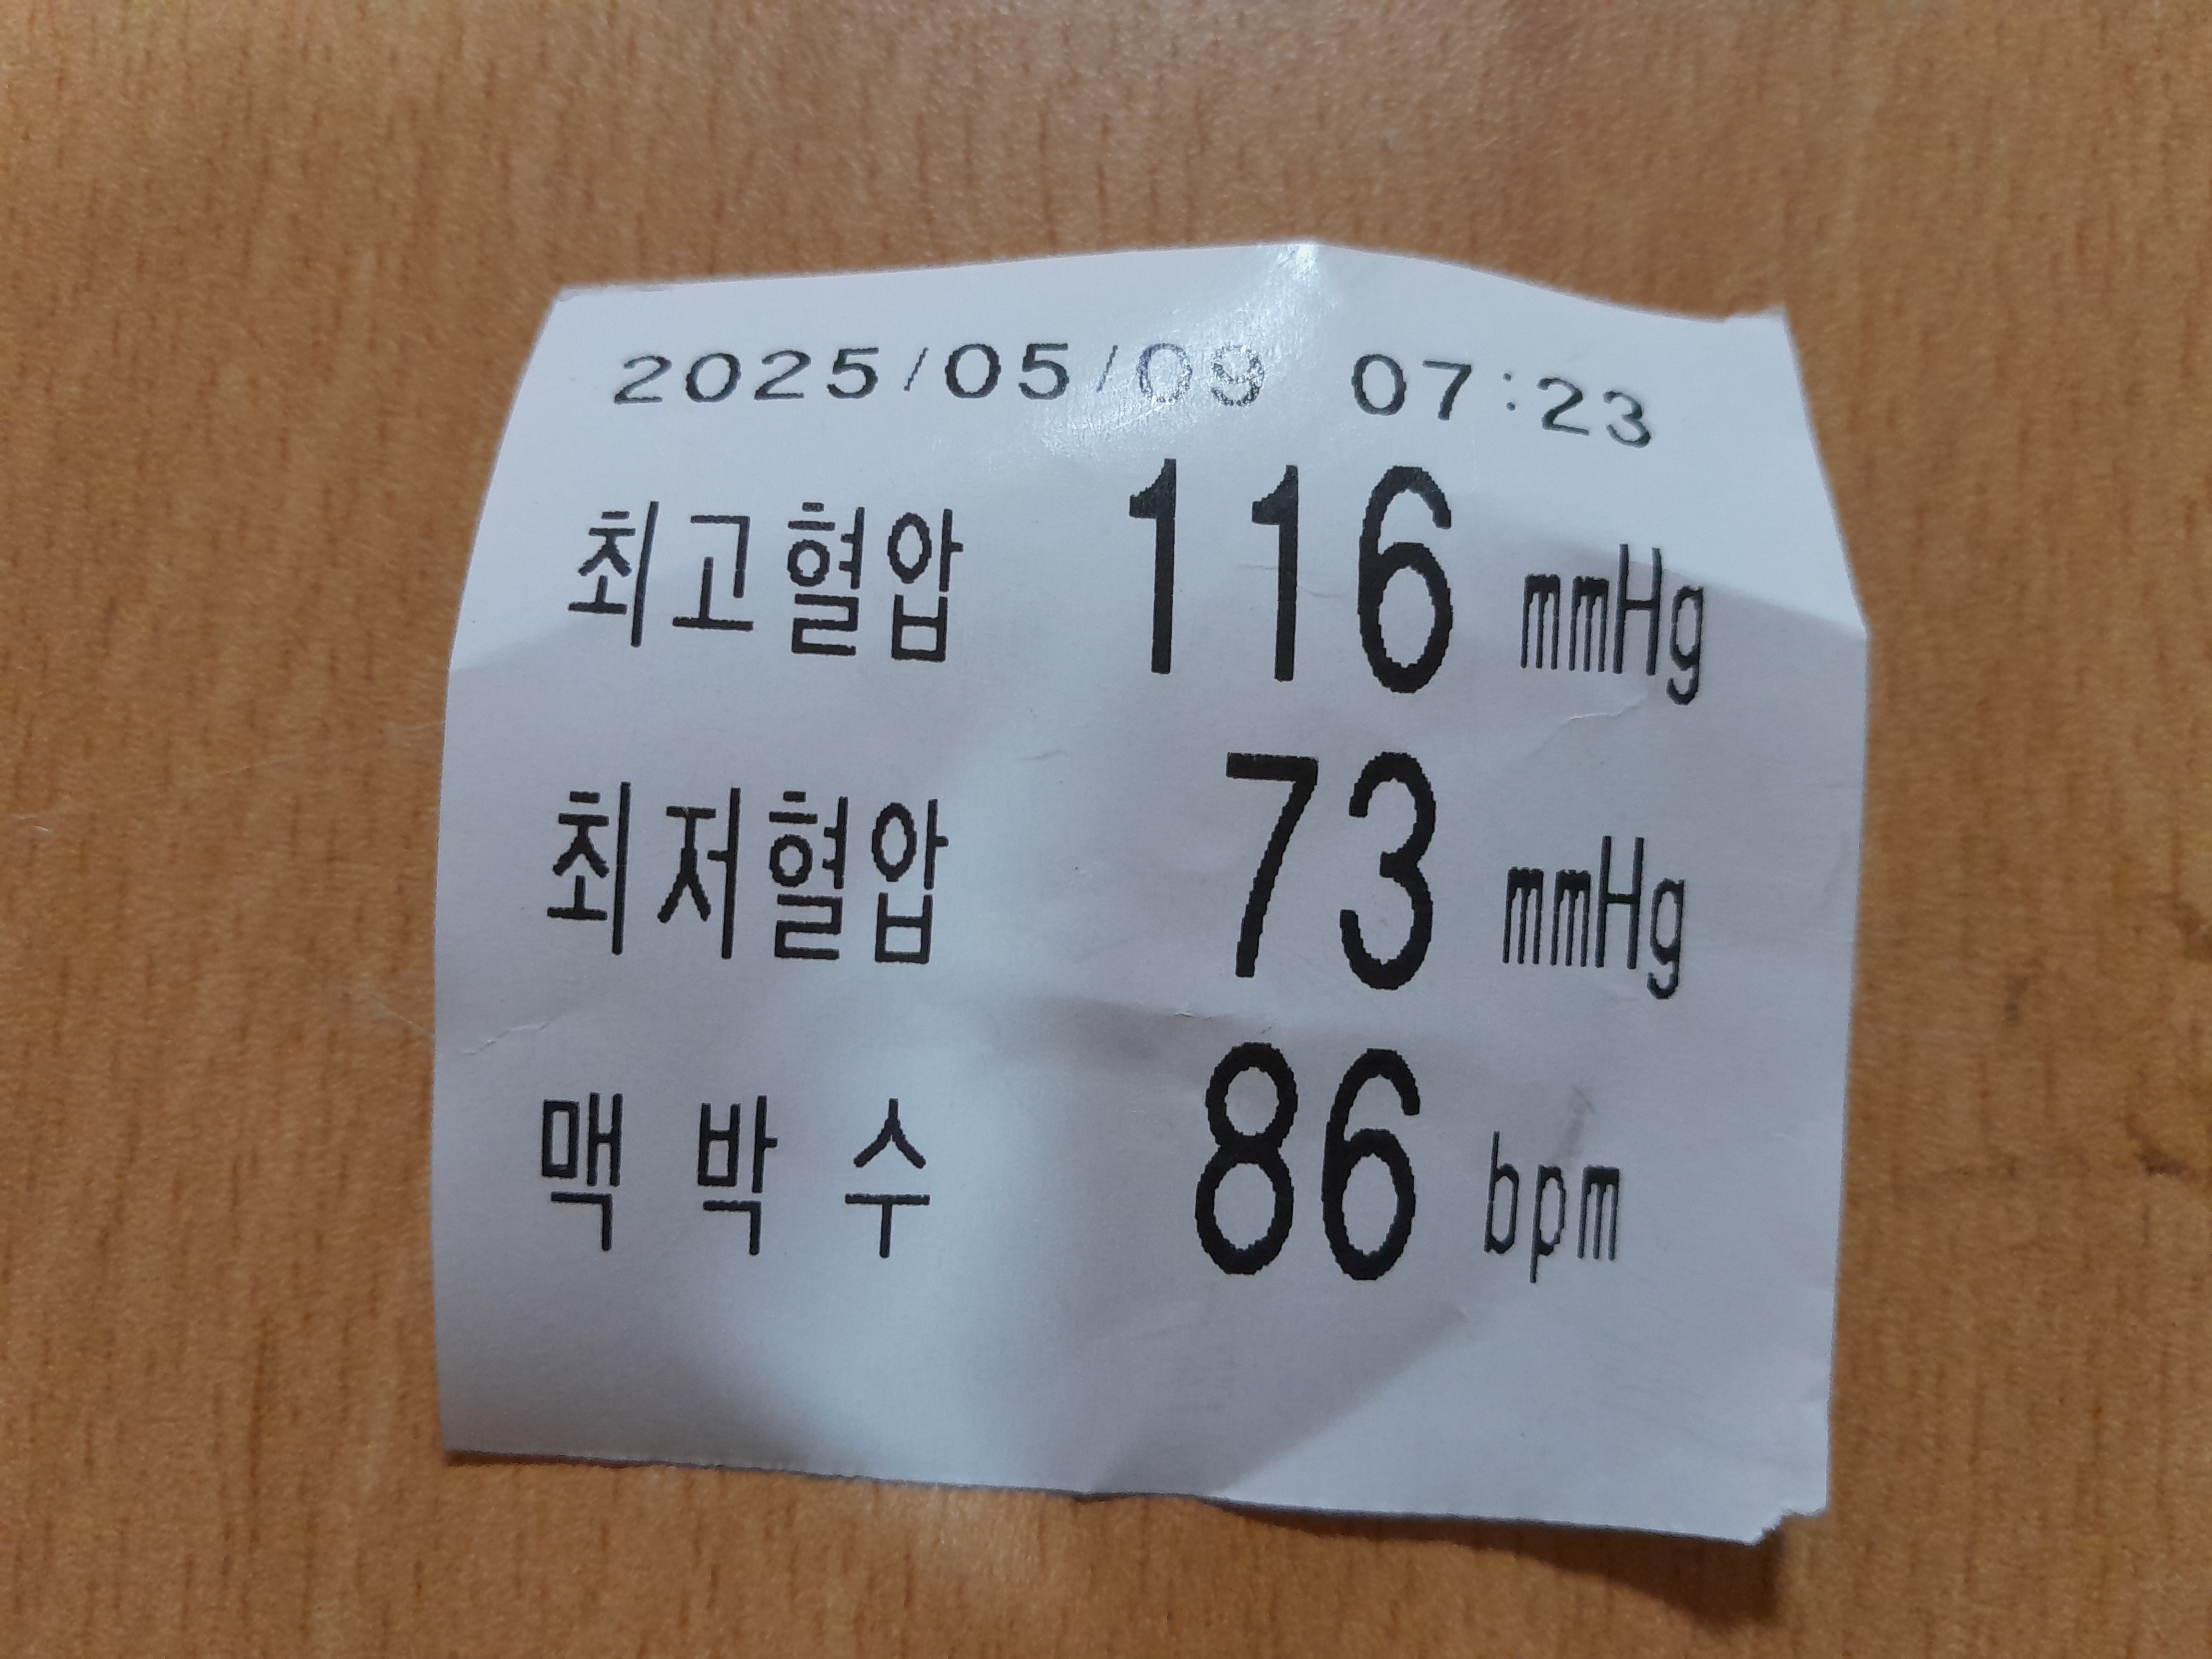 2025/05/09 07:23
최고혈압 116 mmHg
최저혈압 73 mmHg
맥 박 수 86 bpm